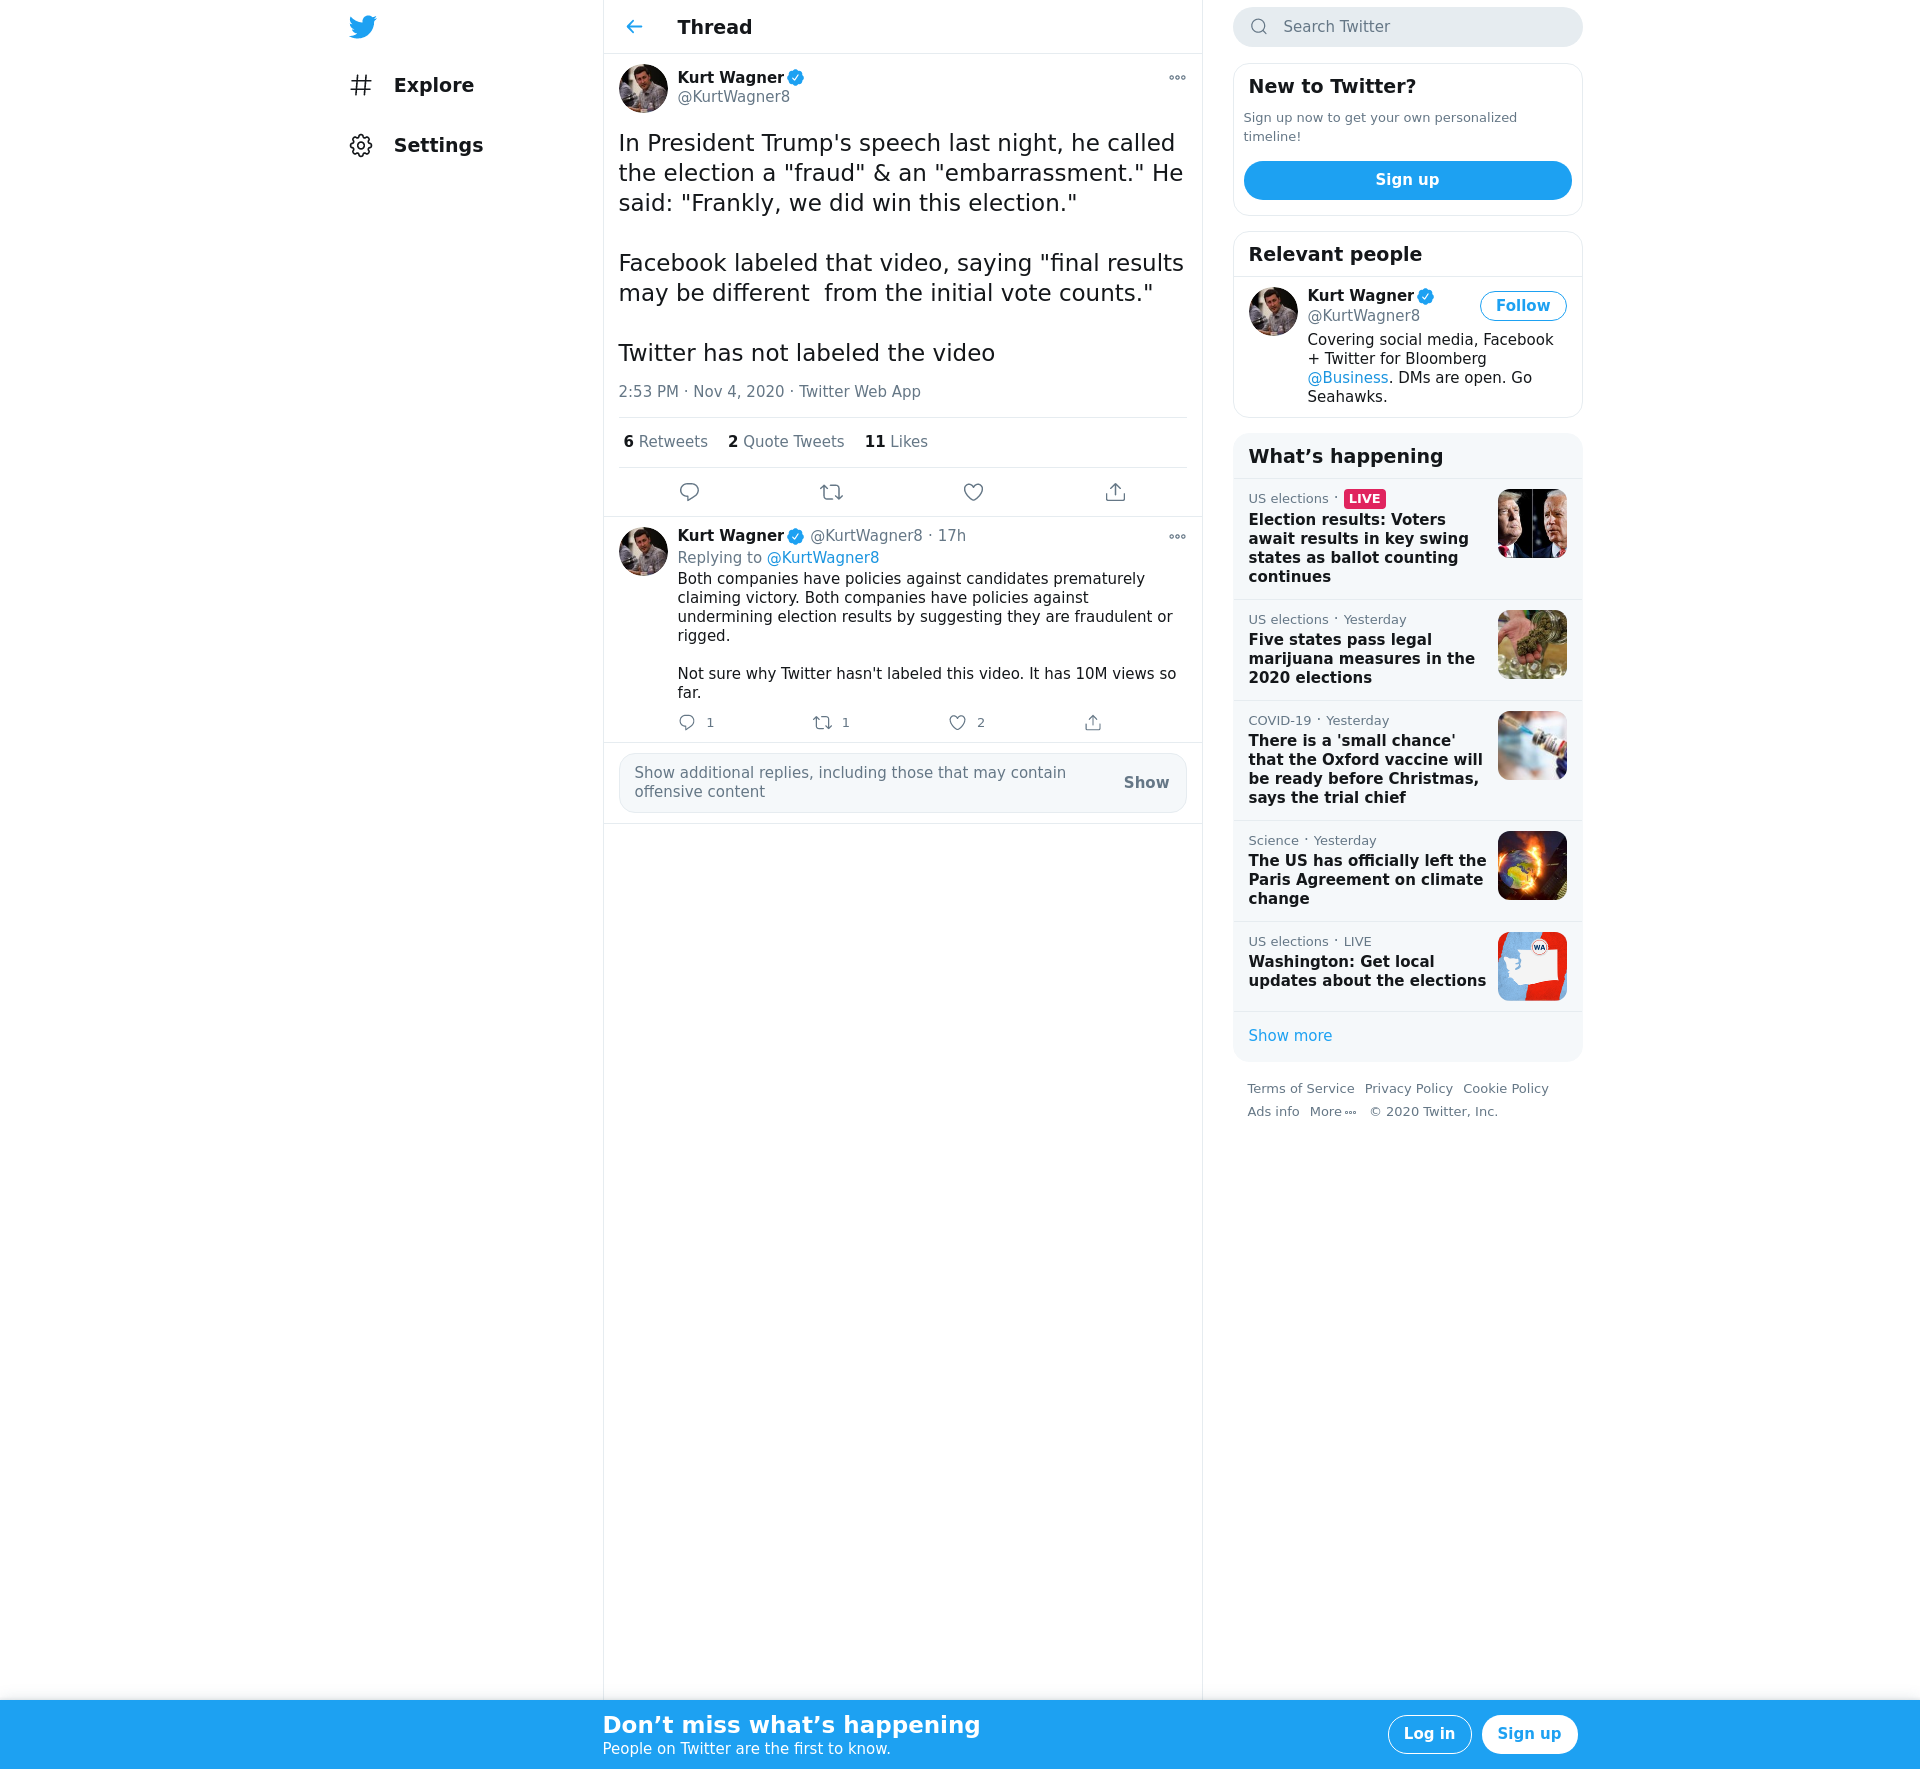 Explore
Settings
Thread
Kurt Wagner
@KurtWagner8
In President Trump's speech last night, he called
the election a "fraud" & an "embarrassment." He
said: "Frankly, we did win this election."
Facebook labeled that video, saying "final results
may be different  from the initial vote counts."
Twitter has not labeled the video
2:53 PM · Nov 4, 2020 · Twitter Web App
6 Retweets 2 Quote Tweets 11 Likes
Kurt Wagner @KurtWagner8 · 17h
Replying to @KurtWagner8
Both companies have policies against candidates prematurely
claiming victory. Both companies have policies against
undermining election results by suggesting they are fraudulent or
rigged.
Not sure why Twitter hasn't labeled this video. It has 10M views so
far.
1 1 2
Show additional replies, including those that may contain
offensive content
Show
Search Twitter
New to Twitter?
Sign up now to get your own personalized
timeline!
Sign up
Relevant people
Kurt Wagner
@KurtWagner8
Follow
Covering social media, Facebook
+ Twitter for Bloomberg
@Business. DMs are open. Go
Seahawks.
What’s happening
US elections · LIVE
Election results: Voters
await results in key swing
states as ballot counting
continues
US elections · Yesterday
Five states pass legal
marijuana measures in the
2020 elections
COVID-19 · Yesterday
There is a 'small chance'
that the Oxford vaccine will
be ready before Christmas,
says the trial chief
Science · Yesterday
The US has officially left the
Paris Agreement on climate
change
US elections · LIVE
Washington: Get local
updates about the elections
WA
Show more
Terms of Service Privacy Policy Cookie Policy
Ads info More © 2020 Twitter, Inc.
Don’t miss what’s happening
People on Twitter are the first to know.
Log in
Sign up